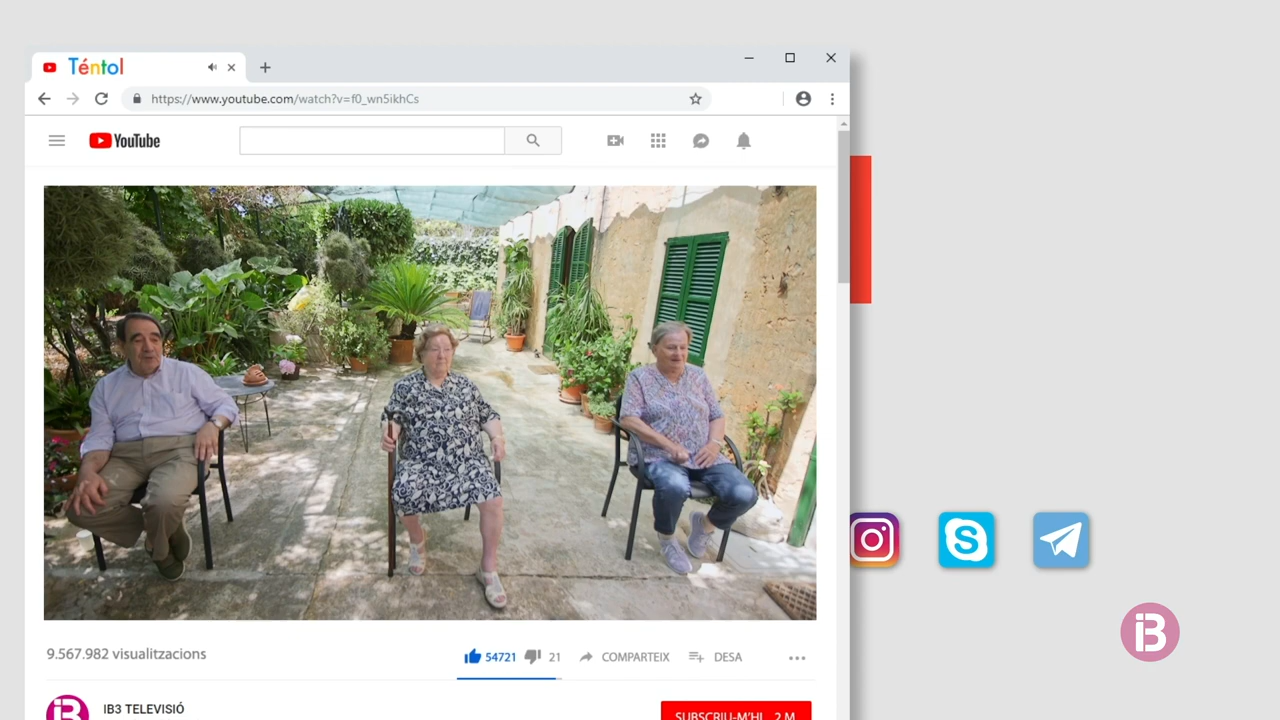 Téntol
https://www.youtube.com/watch?v=f0_wn5ikhCs
YouTube
9.567.982 visualitzacions
54721
21
COMPARTEIX
DESA
IB3 TELEVISIÓ
SUBSCRIU-M'HI 2 M
IB